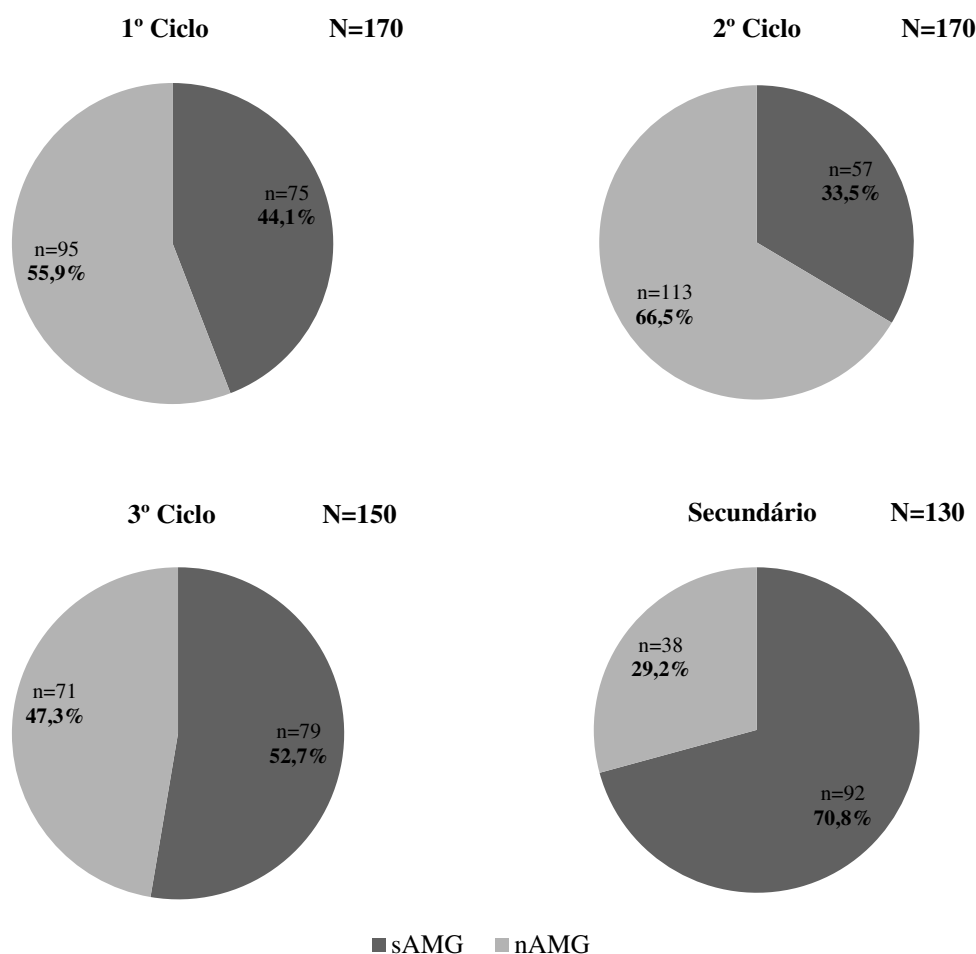 1º Ciclo N=170
n=75
44,1%
n=95
55,9%
2º Ciclo N=170
n=57
33,5%
n=113
66,5%
3º Ciclo N=150
n=71
47,3%
n=79
52,7%
Secundário N=130
n=38
29,2%
n=92
70,8%
sAMG nAMG